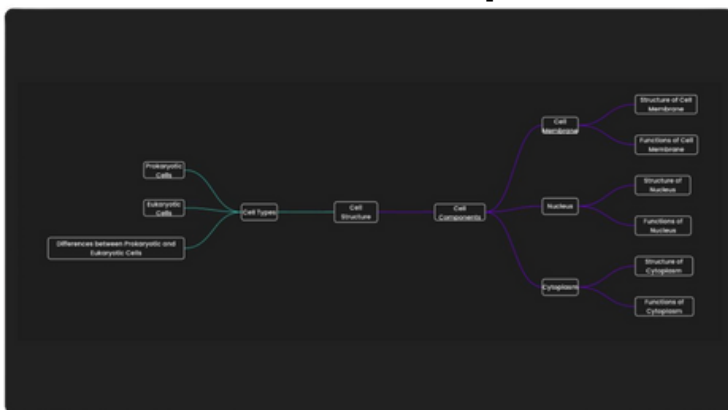 Prokaryotic
Cells
Eukaryotic
Cells
Differences between Prokaryotic and
Eukaryotic Cells
Cell Types
Cell
Structure
Cell
Components
Cell
Membrane
Nucleus
Cytoplasm
Structure of Cell
Membrane
Functions of Cell
Membrane
Structure of
Nucleus
Functions of
Nucleus
Structure of
Cytoplasm
Functions of
Cytoplasm